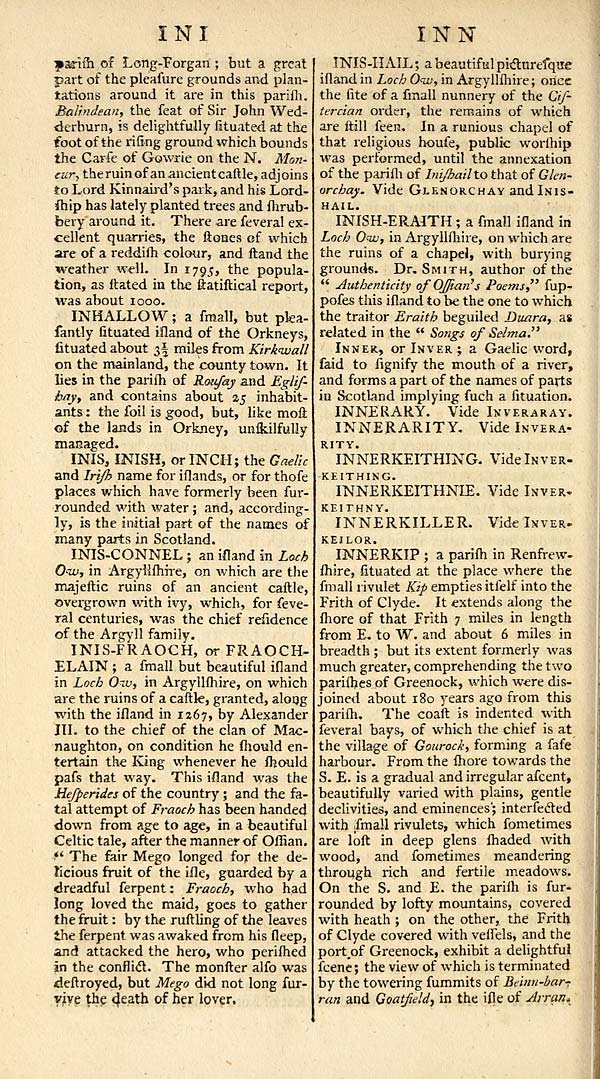 INI
pariſh of Long-Forgan; but a great
part of the pleaſure grounds and plan-
tations around it are in this pariſh.
Balindean, the ſeat of Sir John Wed-
derburn, is delightfully ſituated at the
foot of the riſing ground which bounds
the Carſe of Gowrie on the N. Mon-
cur, the ruin of an ancient caſtle, adjoins
to Lord Kinnaird's park, and his Lord-
ſhip has lately planted trees and ſhrub-
bery around it. There are ſeveral ex-
cellent quarries, the ſtones of which
are of a reddiſh colour, and ſtand the
weather well. In 1795, the popula-
tion, as ſtated in the ſtatiſtical report,
was about 1000.
INHALLOW; a ſmall, but plea-
ſantly ſituated iſland of the Orkneys,
ſituated about 3½ miles from Kirkwall
on the mainland, the county town. It
lies in the pariſh of Rouſay and Egliſ-
hay, and contains about 25 inhabit-
ants: the ſoil is good, but, like moſt
of the lands in Orkney, unſkilfully
managed.
INIS, INISH, or INCH; the Gaelic
and Iriſh name for iſlands, or for thoſe
places which have formerly been ſur-
rounded with water; and, according-
ly, is the initial part of the names of
many parts in Scotland.
INIS-CONNEL; an iſland in Loch
Ow, in Argyllſhire, on which are the
majeſtic ruins of an ancient caſtle,
overgrown with ivy, which, for ſeve-
ral centuries, was the chief reſidence
of the Argyll family.
INIS-FRAOCH, or FRAOCH-
ELAIN; a ſmall but beautiful iſland
in Loch Ow, in Argyllſhire, on which
are the ruins of a caſtle, granted, along
with the iſland in 1267, by Alexander
III. to the chief of the clan of Mac-
naughton, on condition he ſhould en-
tertain the King whenever he ſhould
paſs that way. This iſland was the
Heſperides of the country; and the fa-
tal attempt of Fraoch has been handed
down from age to age, in a beautiful
Celtic tale, after the manner of Oſſian.
“ The fair Mego longed for the de-
licious fruit of the iſle, guarded by a
dreadful ſerpent: Fraoch, who had
long loved the maid, goes to gather
the fruit: by the ruſtling of the leaves
the ſerpent was awaked from his ſleep,
and attacked the hero, who periſhed
in the conflict. The monſter alſo was
deſtroyed, but Mego did not long ſur-
vive the death of her lover.
INN
INIS-HAIL; a beautiful pictureſque
iſland in Loch Ow, in Argyllſhire; once
the ſite of a ſmall nunnery of the Ciſ-
tercian order, the remains of which
are ſtill ſeen. In a runious chapel of
that religious houſe, public worſhip
was performed, until the annexation
of the pariſh of Iniſhail to that of Glen-
orchay. Vide GLENORCHAY and INIS-
HAIL.
INISH-ERAITH; a ſmall iſland in
Loch Ow, in Argyllſhire, on which are
the ruins of a chapel, with burying
grounds. Dr. SMITH, author of the
“ Authenticity of Oſſian's Poems,” ſup-
poſes this iſland to be the one to which
the traitor Eraith beguiled Duara, as
related in the “ Songs of Selma.”
INNER, or INVER; a Gaelic word,
ſaid to ſignify the mouth of a river,
and forms a part of the names of parts
in Scotland implying ſuch a ſituation.
INNERARY. Vide INVERARAY.
INNERARITY. Vide INVERA-
RITY.
INNERKEITHING. Vide INVER-
KEITHING.
INNERKEITHNIE. Vide INVER-
KEITHNY.
INNERKILLER. Vide INVER-
KEILOR.
INNERKIP; a pariſh in Renfrew-
ſhire, ſituated at the place where the
ſmall rivulet Kip empties itſelf into the
Frith of Clyde. It extends along the
ſhore of that Frith 7 miles in length
from E. to W. and about 6 miles in
breadth; but its extent formerly was
much greater, comprehending the two
pariſhes of Greenock, which were dis-
joined about 180 years ago from this
pariſh. The coaſt is indented with
ſeveral bays, of which the chief is at
the village of Gourock, forming a ſafe
harbour. From the ſhore towards the
S. E. is a gradual and irregular aſcent,
beautifully varied with plains, gentle
declivities, and eminences; interſected
with ſmall rivulets, which ſometimes
are loſt in deep glens ſhaded with
wood, and ſometimes meandering
through rich and fertile meadows.
On the S. and E. the pariſh is ſur-
rounded by lofty mountains, covered
with heath; on the other, the Frith
of Clyde covered with veſſels, and the
port of Greenock, exhibit a delightful
ſcene; the view of which is terminated
by the towering ſummits of Beinn-bar-
ran and Goatfield, in the iſle of Arran.